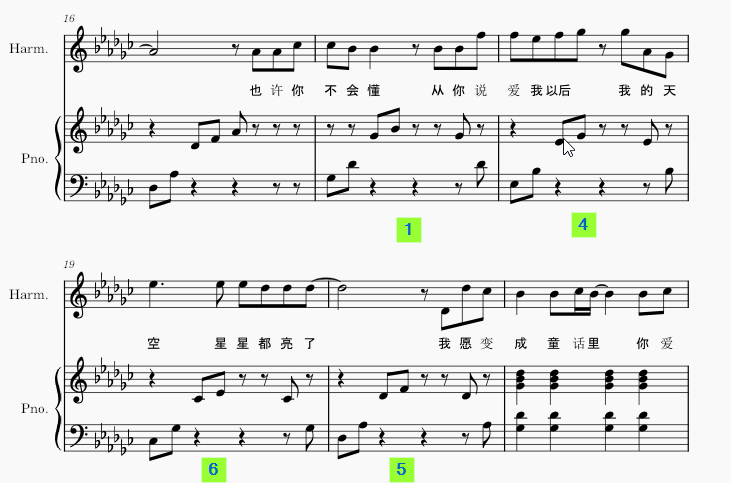 16
Harm.
也 许 你 不 会 懂 从 你 说 爱 我 以后 我 的 天
Pno.
1 4
19
Harm.
空 星 星 都 亮 了 我 愿 变 成 童 话 里 你 爱
Pno.
6 5